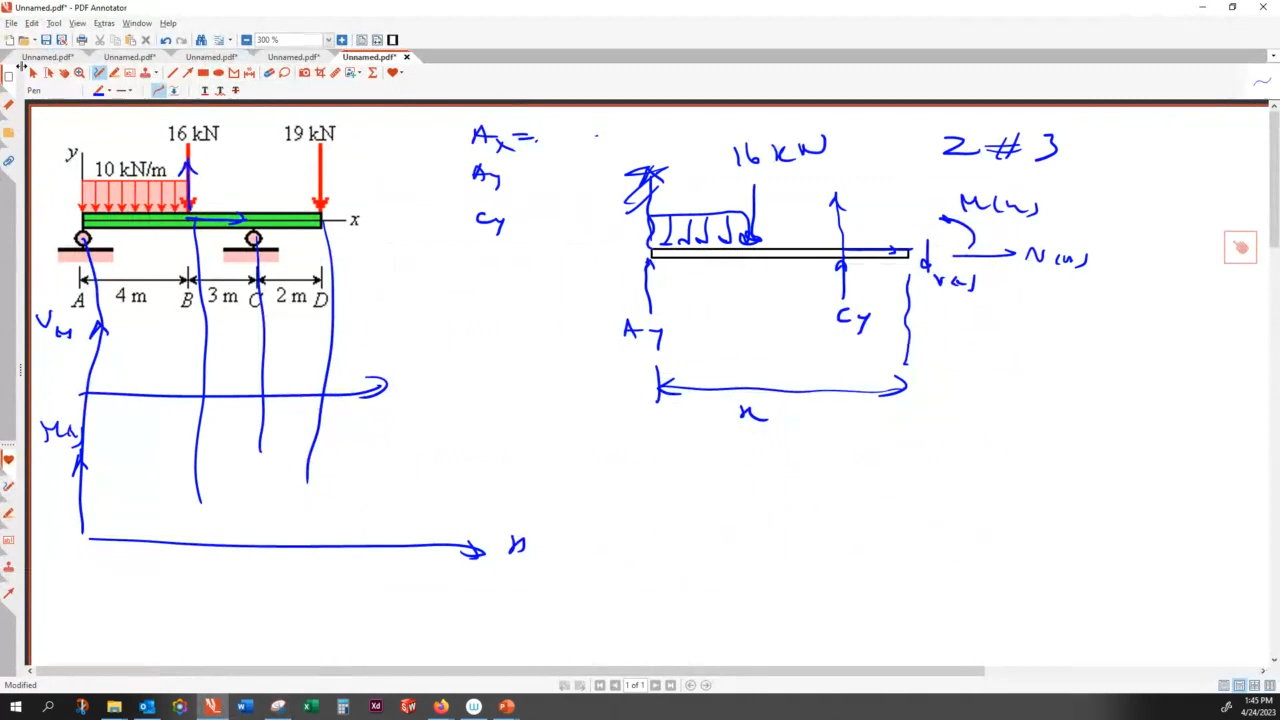 Unnamed.pdf* - PDF Annotator
File Edit Tool View Extras Window Help
300 %
Unnamed.pdf* Unnamed.pdf* Unnamed.pdf* Unnamed.pdf* Unnamed.pdf*
Pen
16 kN 19 kN
y
10 kN/m
x
A 4 m B 3 m C 2 m D
Ax=
Ay
Cy
16 kN
Z # 3
M(x)
N(x)
V(x)
Ay
Cy
x
M(x)
x
1 of 1
Modified
1:45 PM
4/24/2023